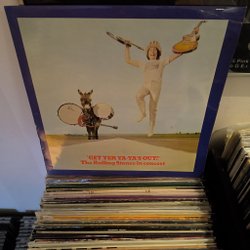 'GET YER YA-YA'S OUT!'
The Rolling Stones in concert